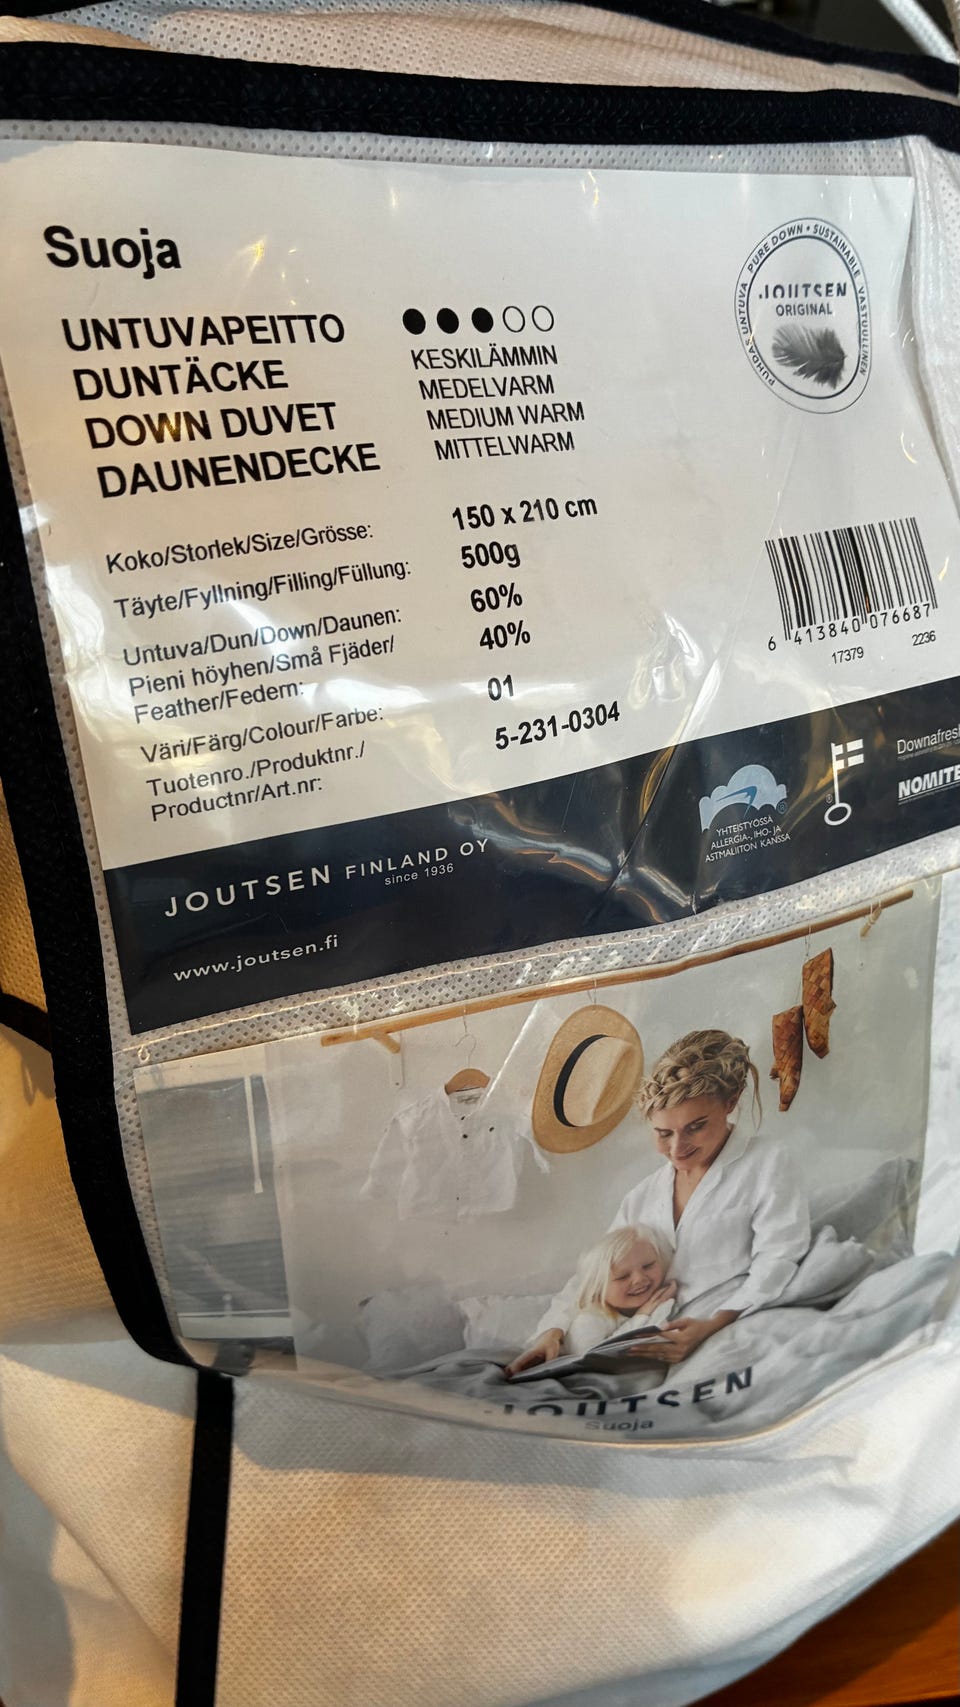 Suoja
UNTUVAPEITTO
DUNTÄCKE
DOWN DUVET
DAUNENDECKE
KESKILÄMMIN
MEDELVARM
MEDIUM WARM
MITTELWARM
PUHDAS UNTUVA PURE DOWN • SUSTAINABLE VASTUULLINEN
JOUTSEN
ORIGINAL
Koko/Storlek/Size/Grösse: 150 x 210 cm
Täyte/Fyllning/Filling/Füllung: 500g
Untuva/Dun/Down/Daunen: 60%
Pieni höyhen/Små Fjäder/ 40%
Feather/Federn:
Väri/Färg/Colour/Farbe: 01
Tuotenro./Produktnr./ 5-231-0304
Productnr/Art.nr:
6 413840 076687
17379 2236
JOUTSEN FINLAND OY
since 1936
www.joutsen.fi
YHTEISTYÖSSÄ
ALLERGIA-, IHO- JA
ASTMALIITON KANSSA
Downafres
NOMITE
JOUTSEN
Suoja